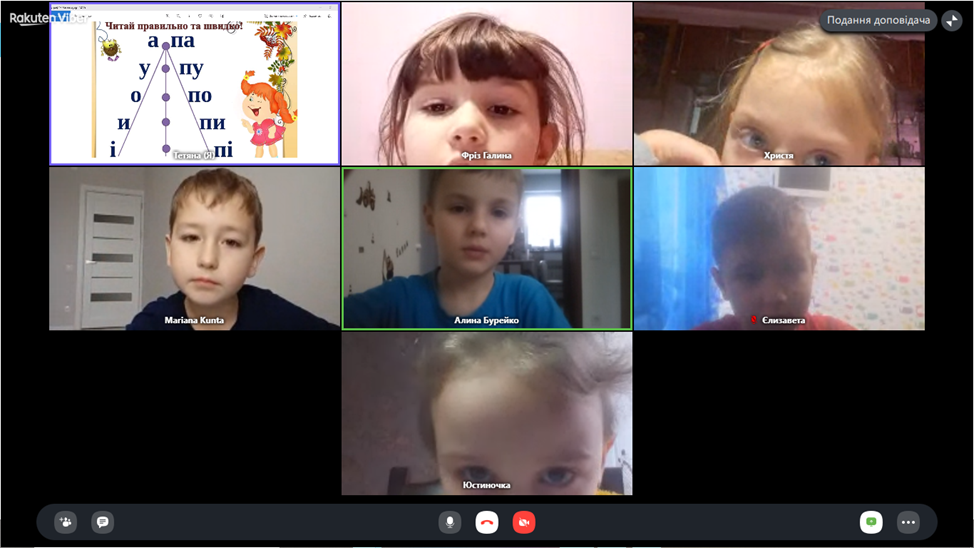 Rakuten Viber
Подання доповідача
Читай правильно та швидко!
а па
у пу
о по
и пи
і пі
Тетяна (Я)
Фріз Галина
Христя
Mariana Kunta
Алина Бурейко
Єлизавета
Юстиночка